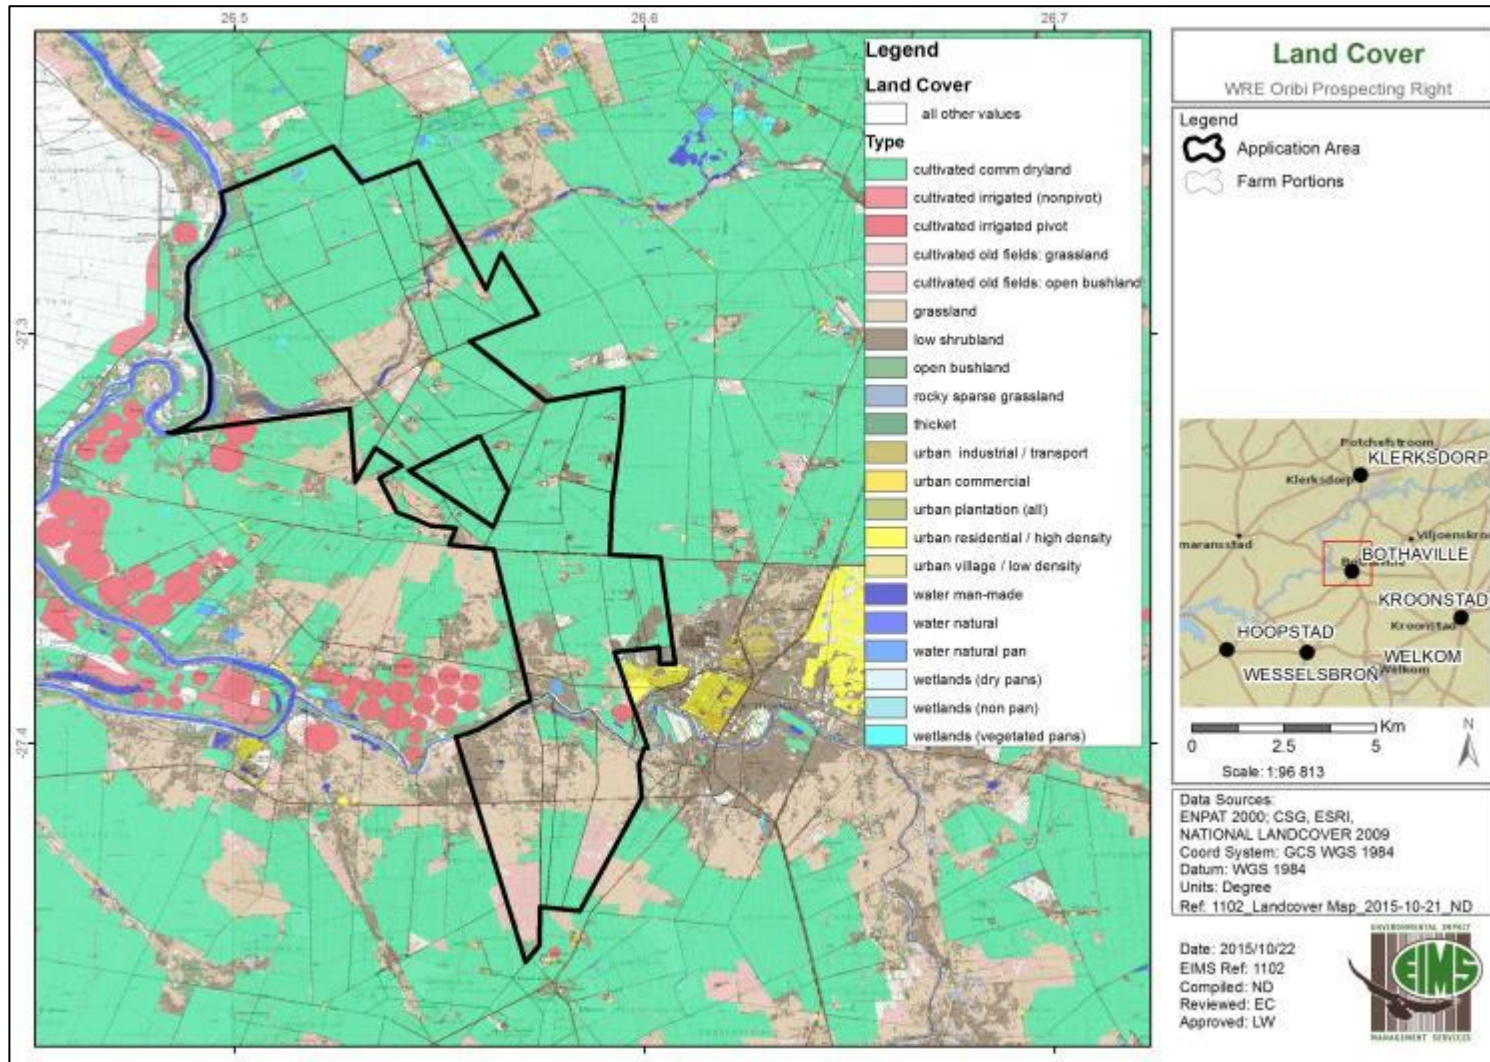 26.5
26.6
26.7
-27.3
-27.4
Legend
Land Cover
all other values
Type
cultivated comm dryland
cultivated irrigated (nonpivot)
cultivated irrigated pivot
cultivated old fields: grassland
cultivated old fields: open bushland
grassland
low shrubland
open bushland
rocky sparse grassland
thicket
urban industrial / transport
urban commercial
urban plantation (all)
urban residential / high density
urban village / low density
water man-made
water natural
water natural pan
wetlands (dry pans)
wetlands (non pan)
wetlands (vegetated pans)
Land Cover
WRE Oribi Prospecting Right
Legend
Application Area
Farm Portions
Potchefstroom
KLERKSDORP
Klerksdorp
Viljoenskroo
maransstad
BOTHAVILLE
KROONSTAD
Kroonstad
HOOPSTAD
WELKOM
Welkom
WESSELSBRON
0 2.5 5 Km
N
Scale: 1:96 813
Data Sources:
ENPAT 2000; CSG, ESRI,
NATIONAL LANDCOVER 2009
Coord System: GCS WGS 1984
Datum: WGS 1984
Units: Degree
Ref: 1102_Landcover Map_2015-10-21_ND
Date: 2015/10/22
EIMS Ref: 1102
Compiled: ND
Reviewed: EC
Approved: LW
ENVIRONMENTAL IMPACT
EIMS
MANAGEMENT SERVICES